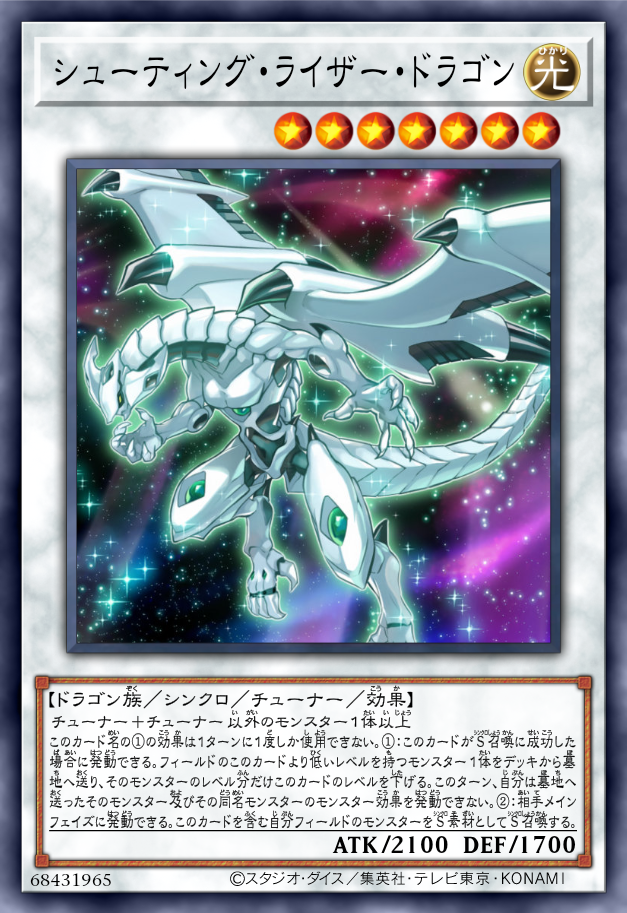 シューティング・ライザー・ドラゴン 光
【ドラゴン族／シンクロ／チューナー／効果】
チューナー＋チューナー以外のモンスター1体以上
このカード名の①の効果は1ターンに1度しか使用できない。①：このカードがS召喚に成功した
場合に発動できる。フィールドのこのカードより低いレベルを持つモンスター1体をデッキから墓
地へ送り、そのモンスターのレベル分だけこのカードのレベルを下げる。このターン、自分は墓地へ
送ったそのモンスター及びその同名モンスターのモンスター効果を発動できない。②：相手メイン
フェイズに発動できる。このカードを含む自分フィールドのモンスターをS素材としてS召喚する。
ATK/2100 DEF/1700
68431965 ©スタジオ・ダイス／集英社・テレビ東京・KONAMI